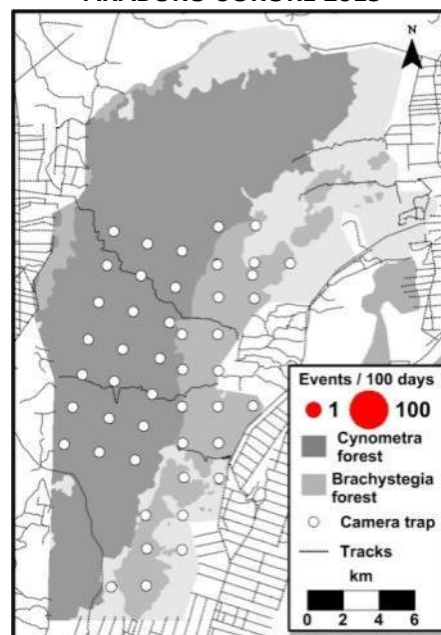 N
Events / 100 days
1 100
Cynometra
forest
Brachystegia
forest
Camera trap
Tracks
km
0 2 4 6